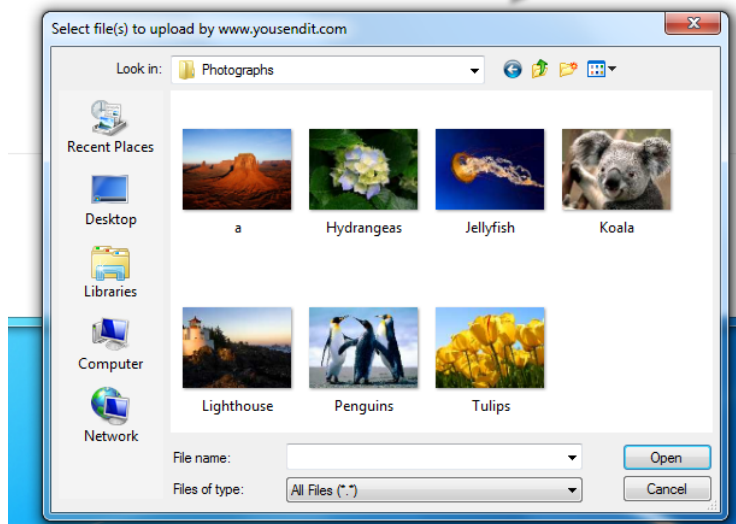 Select file(s) to upload by www.yousendit.com
Look in: Photographs
Recent Places
Desktop
Libraries
Computer
Network
a Hydrangeas Jellyfish Koala
Lighthouse Penguins Tulips
File name: Open
Files of type: All Files (*.*) Cancel